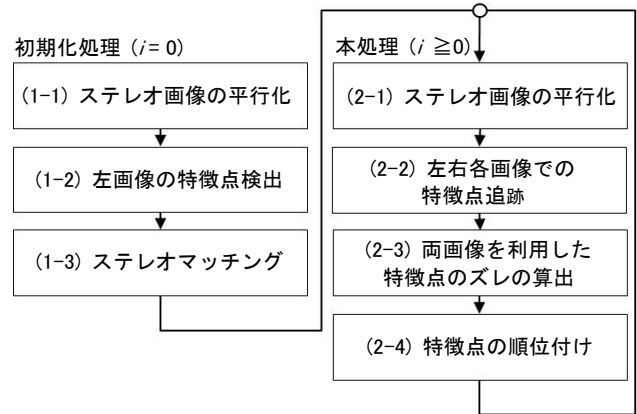 初期化処理 (i = 0)
(1-1) ステレオ画像の平行化
(1-2) 左画像の特徴点検出
(1-3) ステレオマッチング
本処理 (i ≧0)
(2-1) ステレオ画像の平行化
(2-2) 左右各画像での
特徴点追跡
(2-3) 両画像を利用した
特徴点のズレの算出
(2-4) 特徴点の順位付け